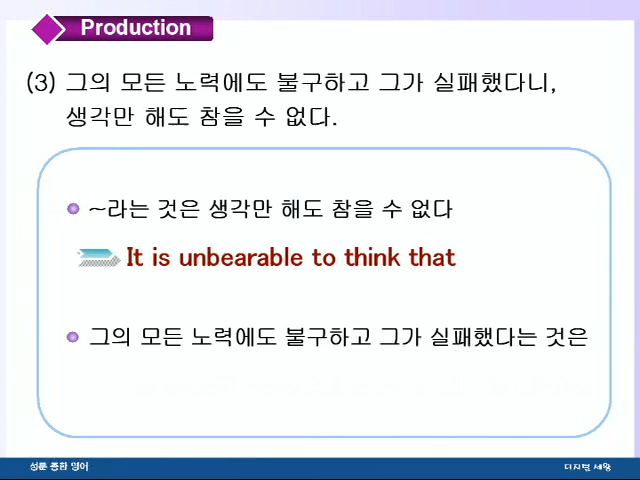 Production
(3) 그의 모든 노력에도 불구하고 그가 실패했다니,
생각만 해도 참을 수 없다.
~라는 것은 생각만 해도 참을 수 없다
It is unbearable to think that
그의 모든 노력에도 불구하고 그가 실패했다는 것은
성문 종합 영어
디지털 세왕